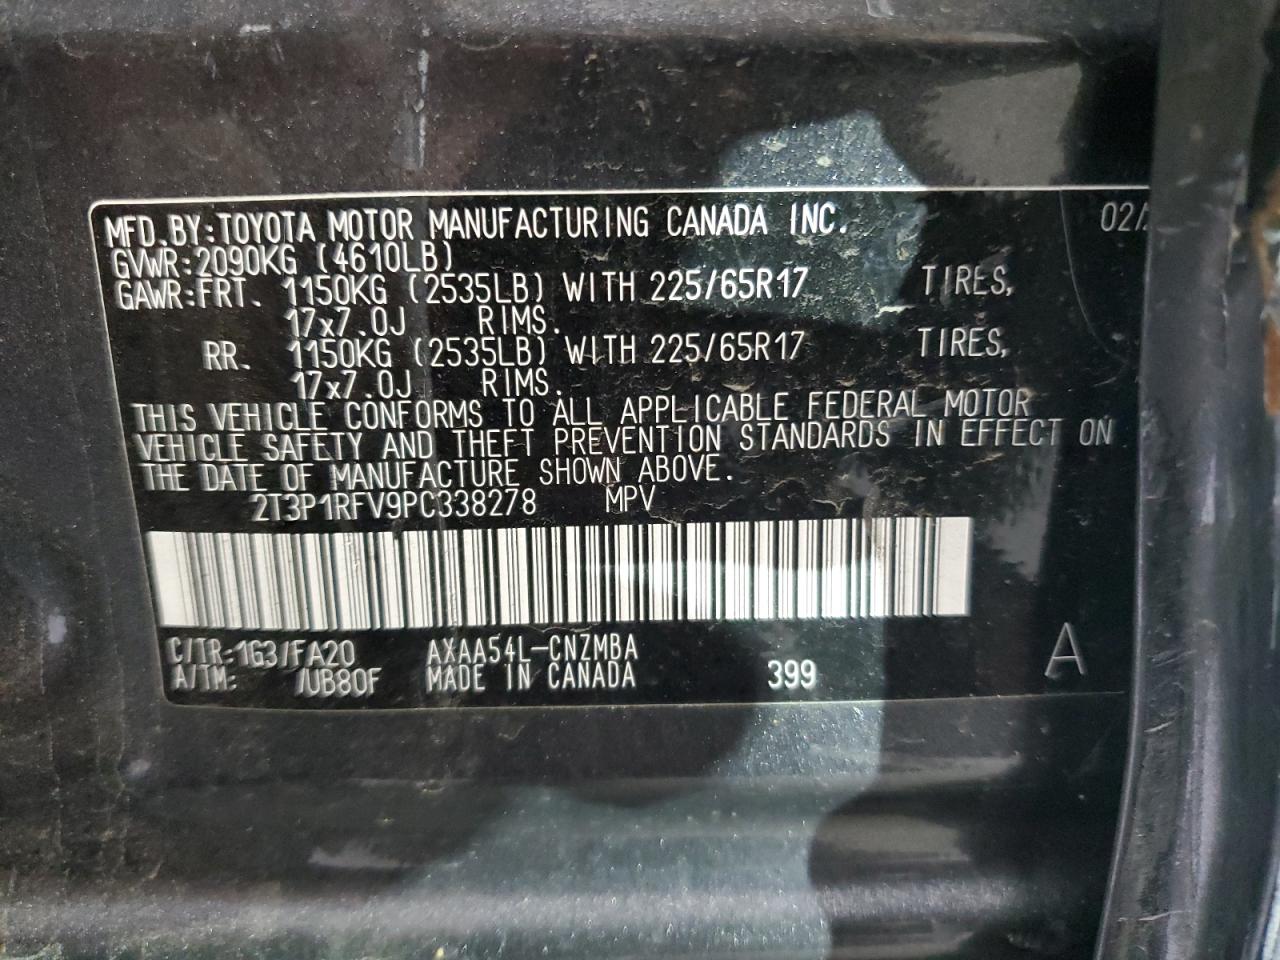 MFD.BY:TOYOTA MOTOR MANUFACTURING CANADA INC. 02/
GVWR:2090KG (4610LB)
GAWR:FRT. 1150KG (2535LB) WITH 225/65R17 TIRES,
17x7.0J RIMS.
RR. 1150KG (2535LB) WITH 225/65R17 TIRES,
17x7.0J RIMS.
THIS VEHICLE CONFORMS TO ALL APPLICABLE FEDERAL MOTOR
VEHICLE SAFETY AND THEFT PREVENTION STANDARDS IN EFFECT ON
THE DATE OF MANUFACTURE SHOWN ABOVE.
2T3P1RFV9PC338278 MPV
C/TR:1G3/FA20 AXAA54L-CNZMBA
A/TM: /UB80F MADE IN CANADA 399 A